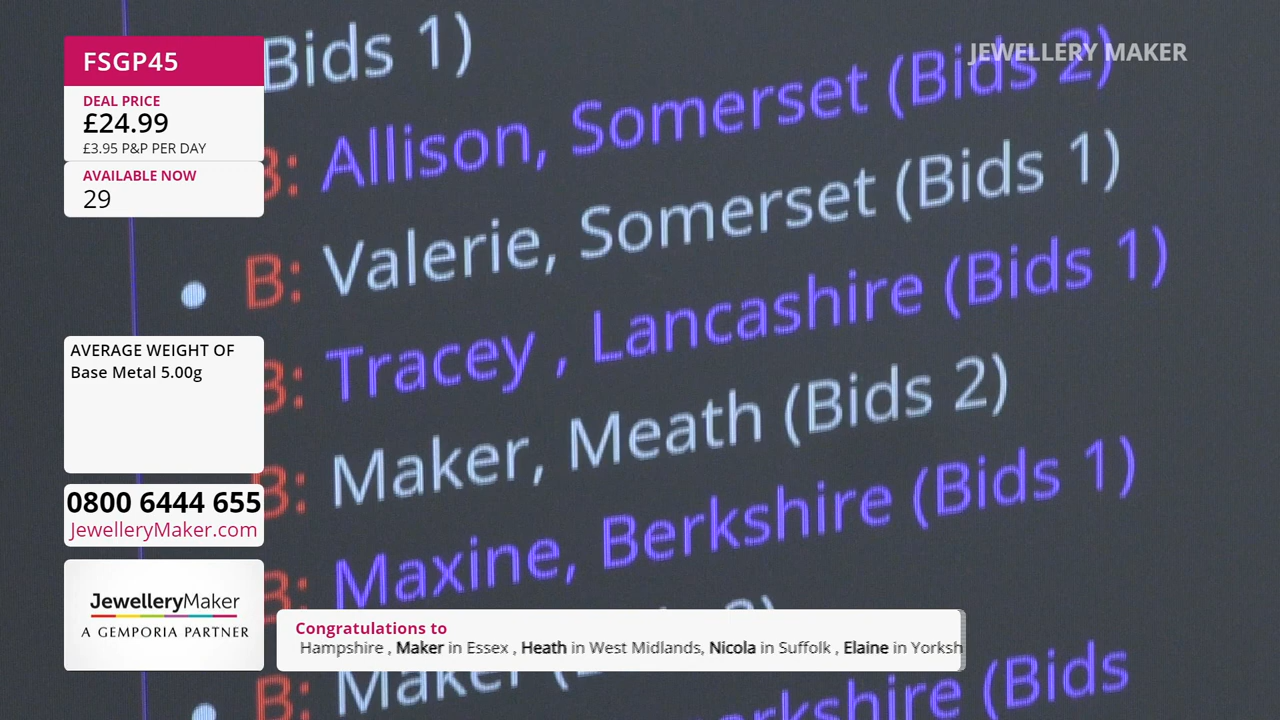 FSGP45
DEAL PRICE
£24.99
£3.95 P&P PER DAY
AVAILABLE NOW
29
AVERAGE WEIGHT OF
Base Metal 5.00g
0800 6444 655
JewelleryMaker.com
JewelleryMaker
A GEMPORIA PARTNER
JEWELLERY MAKER
Bids 1)
B: Allison, Somerset (Bids 2)
• B: Valerie, Somerset (Bids 1)
B: Tracey , Lancashire (Bids 1)
B: Maker, Meath (Bids 2)
B: Maxine, Berkshire (Bids 1)
B: Maker (
rkshire (Bids
Congratulations to
Hampshire , Maker in Essex , Heath in West Midlands, Nicola in Suffolk , Elaine in Yorksh